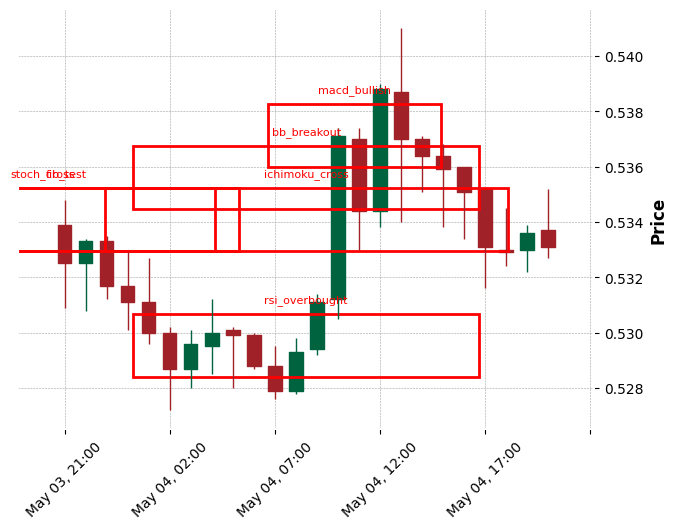 0.540
macd_bullish
0.538
bb_breakout
0.536
ichimoku_cross
0.534
Price
0.532
rsi_overbought
0.530
0.528
May 03, 21:00
May 04, 02:00
May 04, 07:00
May 04, 12:00
May 04, 17:00